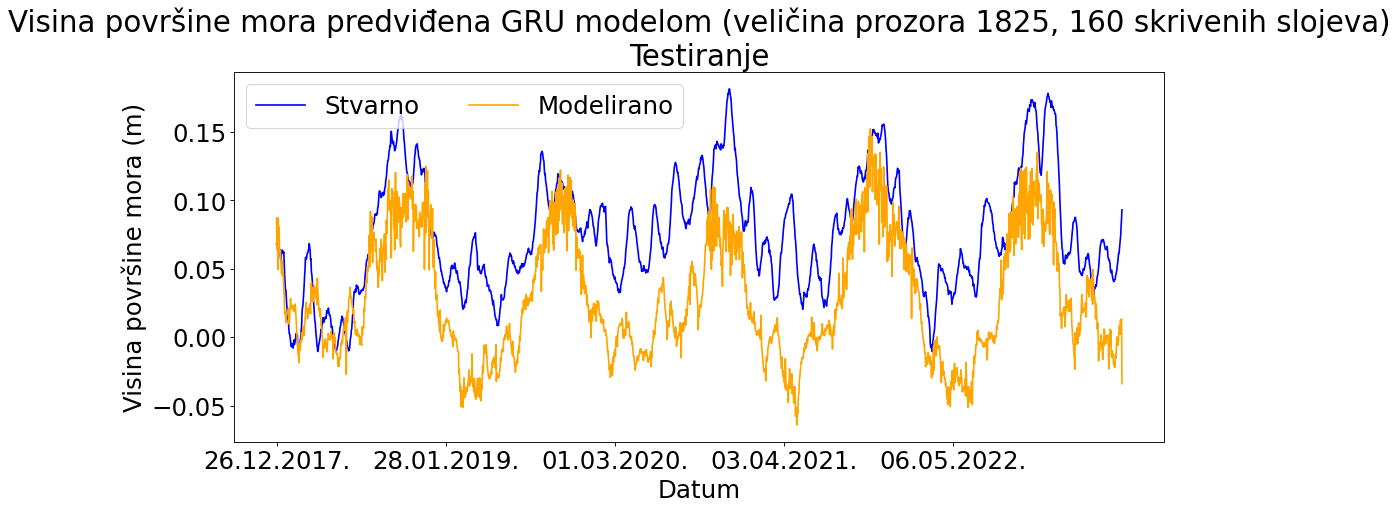 Visina površine mora predviđena GRU modelom (veličina prozora 1825, 160 skrivenih slojeva)
Testiranje
Stvarno Modelirano
Visina površine mora (m)
0.15
0.10
0.05
0.00
−0.05
26.12.2017. 28.01.2019. 01.03.2020. 03.04.2021. 06.05.2022.
Datum